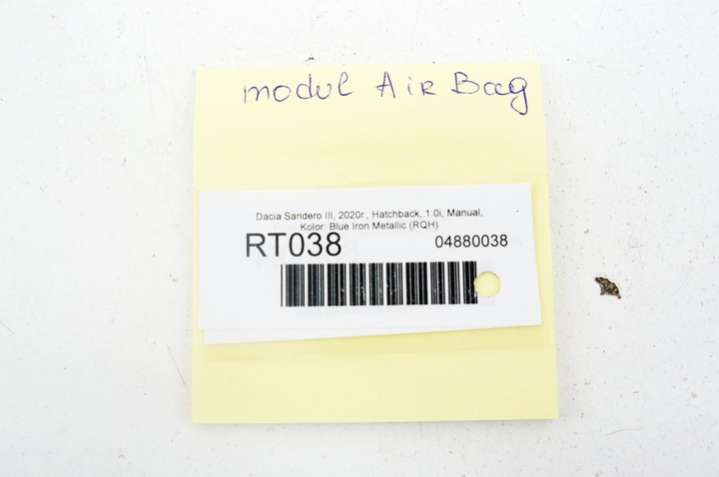 modul AiR Bag
Dacia Sandero III, 2020r., Hatchback, 1.0i, Manual,
Kolor: Blue Iron Metallic (RQH)
RT038 04880038